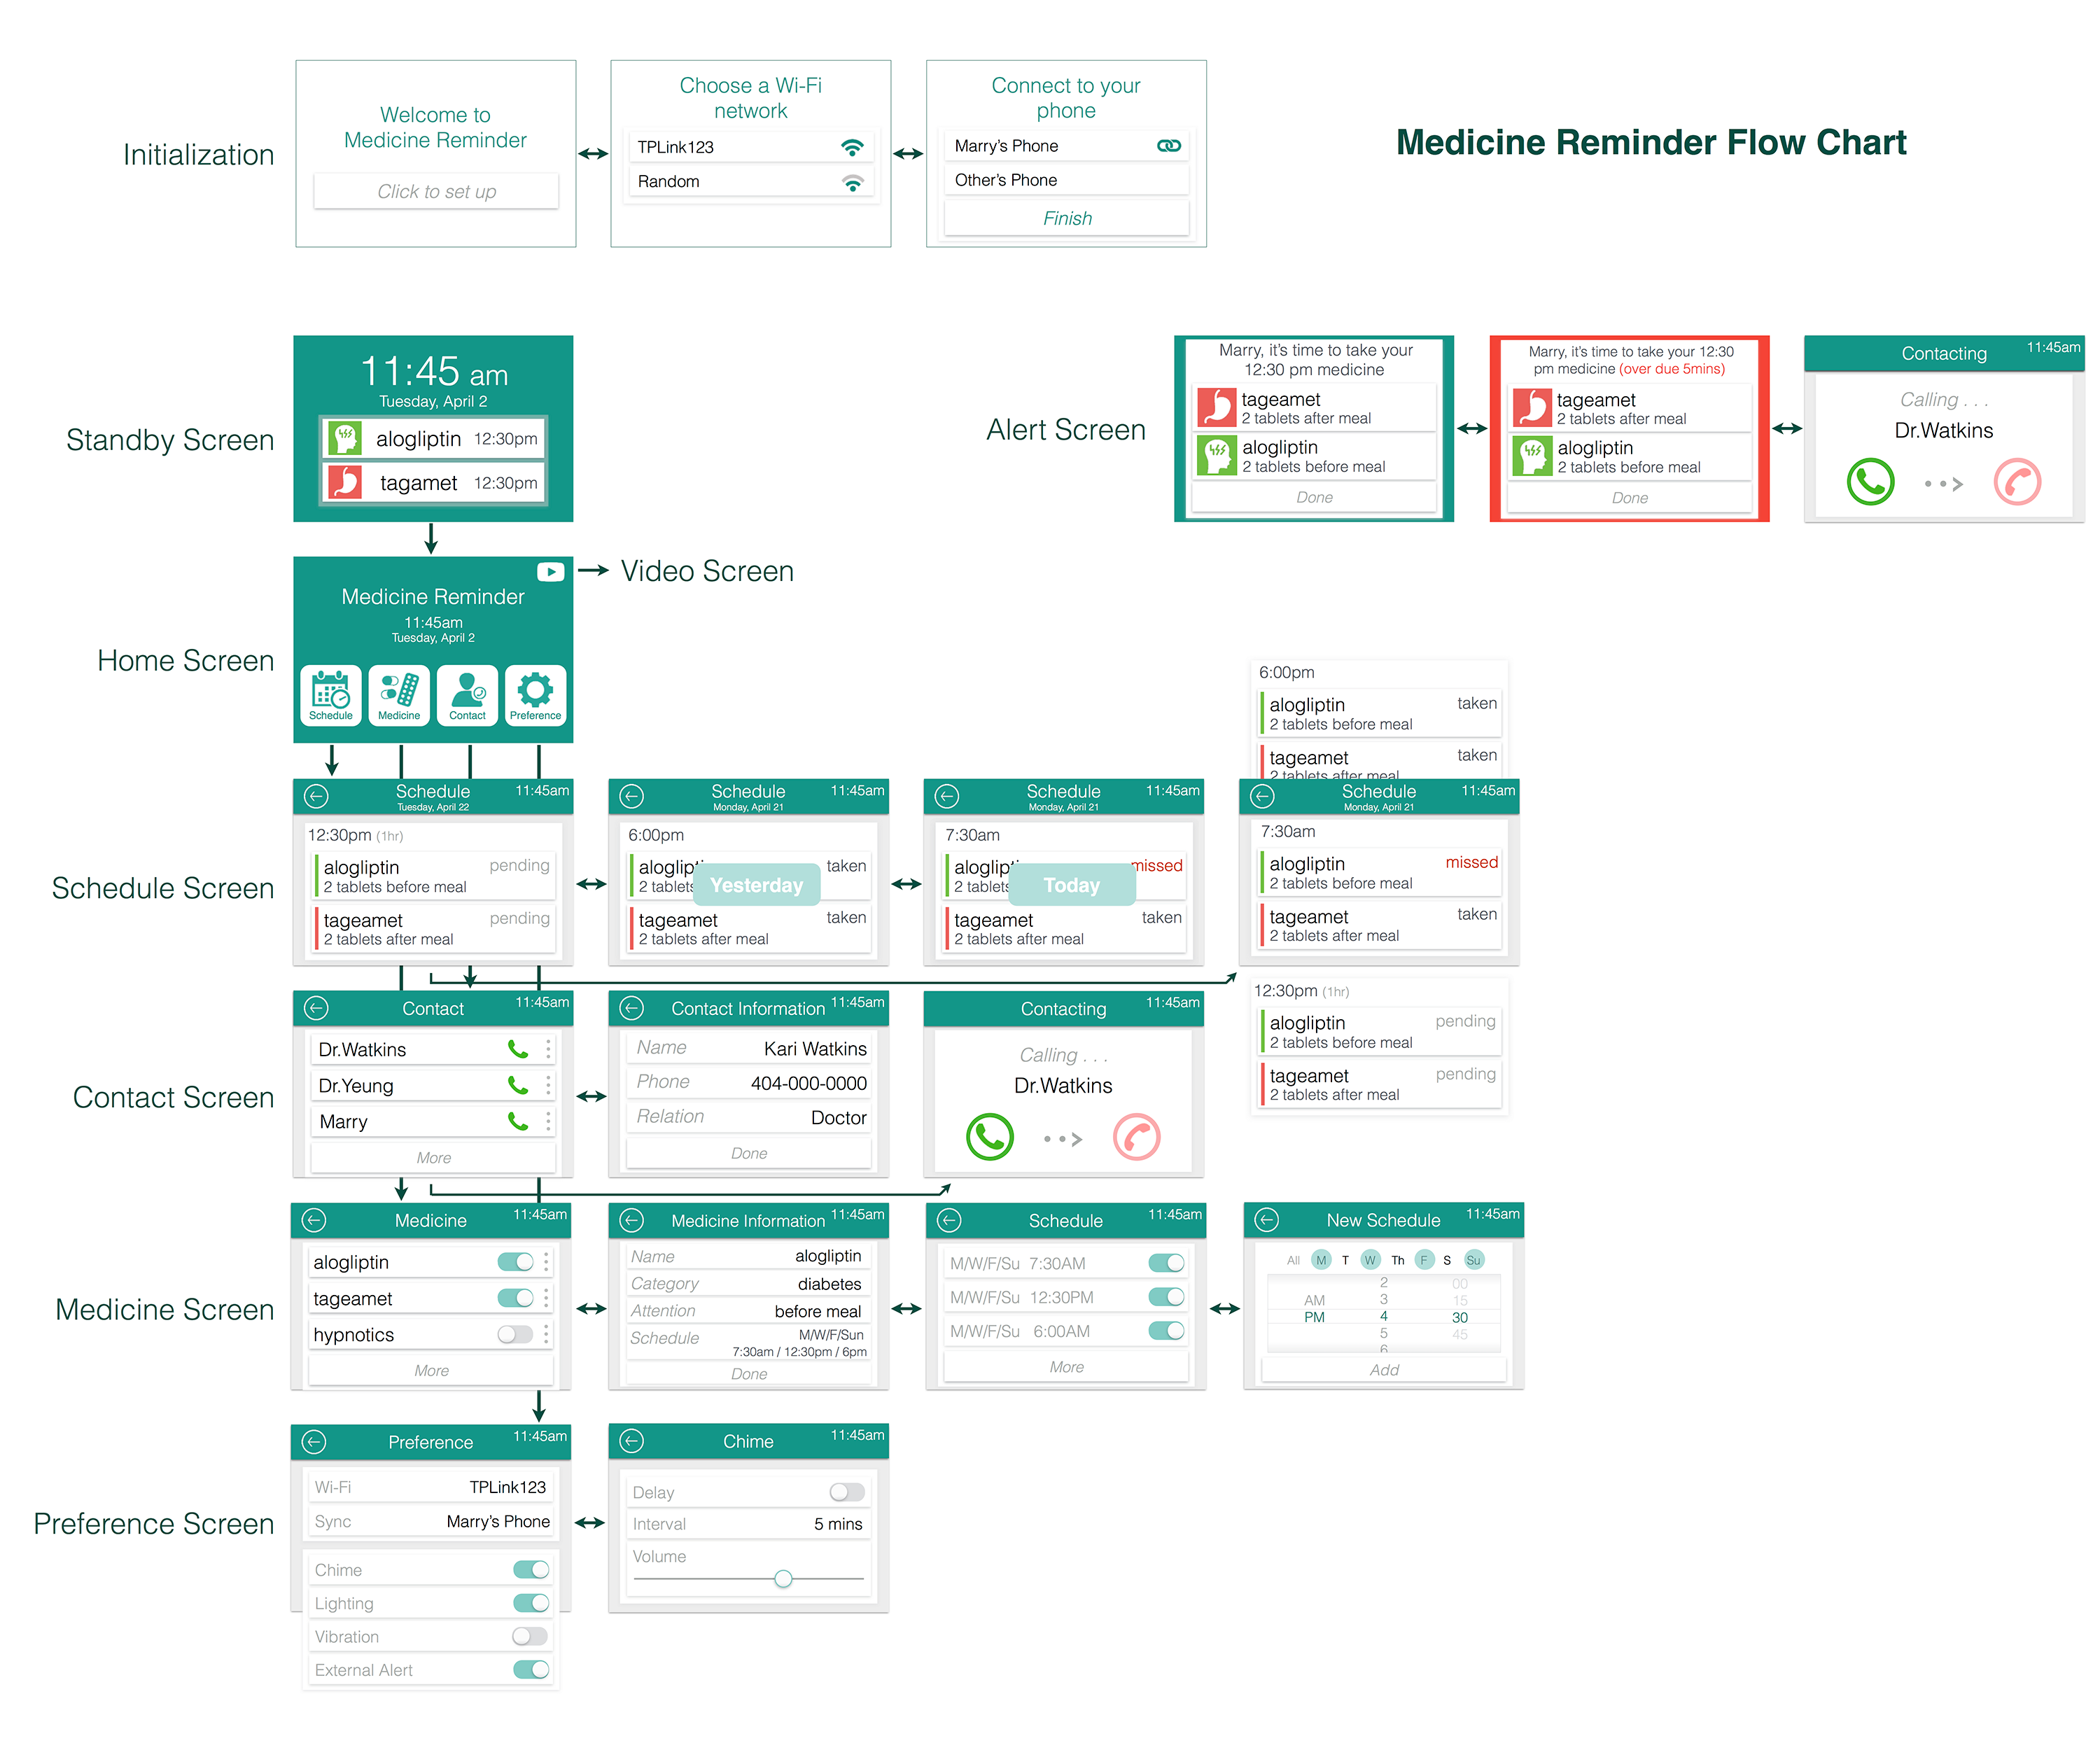 Medicine Reminder Flow Chart
Initialization
Welcome to
Medicine Reminder
Click to set up
Choose a Wi-Fi
network
TPLink123
Random
Connect to your
phone
Marry's Phone
Other's Phone
Finish
Standby Screen
11:45 am
Tuesday, April 2
alogliptin 12:30pm
tagamet 12:30pm
Alert Screen
Marry, it's time to take your
12:30 pm medicine
tageamet
2 tablets after meal
alogliptin
2 tablets before meal
Done
Marry, it's time to take your 12:30
pm medicine (over due 5mins)
tageamet
2 tablets after meal
alogliptin
2 tablets before meal
Done
Contacting 11:45am
Calling . . .
Dr.Watkins
Video Screen
Home Screen
Medicine Reminder
11:45am
Tuesday, April 2
Schedule
Medicine
Contact
Preference
Schedule Screen
Schedule 11:45am
Tuesday, April 22
12:30pm (1hr)
alogliptin pending
2 tablets before meal
tageamet pending
2 tablets after meal
Schedule 11:45am
Monday, April 21
6:00pm
taken
2 tablets
Yesterday
tageamet taken
2 tablets after meal
Schedule 11:45am
Monday, April 21
7:30am
missed
Today
tageamet taken
2 tablets after meal
6:00pm
alogliptin taken
2 tablets before meal
tageamet taken
2 tablets after meal
Schedule 11:45am
Monday, April 21
7:30am
alogliptin missed
2 tablets before meal
tageamet taken
2 tablets after meal
12:30pm (1hr)
alogliptin pending
2 tablets before meal
tageamet pending
2 tablets after meal
Contact Screen
Contact 11:45am
Dr.Watkins
Dr.Yeung
Marry
More
Contact Information 11:45am
Name Kari Watkins
Phone 404-000-0000
Relation Doctor
Done
Contacting 11:45am
Calling . . .
Dr.Watkins
Medicine Screen
Medicine 11:45am
alogliptin
tageamet
hypnotics
More
Medicine Information 11:45am
Name alogliptin
Category diabetes
Attention before meal
Schedule M/W/F/Sun
7:30am / 12:30pm / 6pm
Done
Schedule 11:45am
M/W/F/Su 7:30AM
M/W/F/Su 12:30PM
M/W/F/Su 6:00AM
More
New Schedule 11:45am
All M T W Th F S Su
2 00
AM 3 15
PM 4 30
5 45
6
Add
Preference Screen
Preference 11:45am
Wi-Fi TPLink123
Sync Marry's Phone
Chime
Lighting
Vibration
External Alert
Chime 11:45am
Delay
Interval 5 mins
Volume